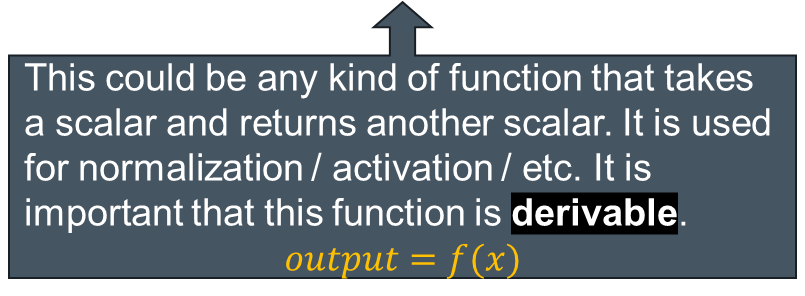 This could be any kind of function that takes
a scalar and returns another scalar. It is used
for normalization / activation / etc. It is
important that this function is derivable.
output = f(x)